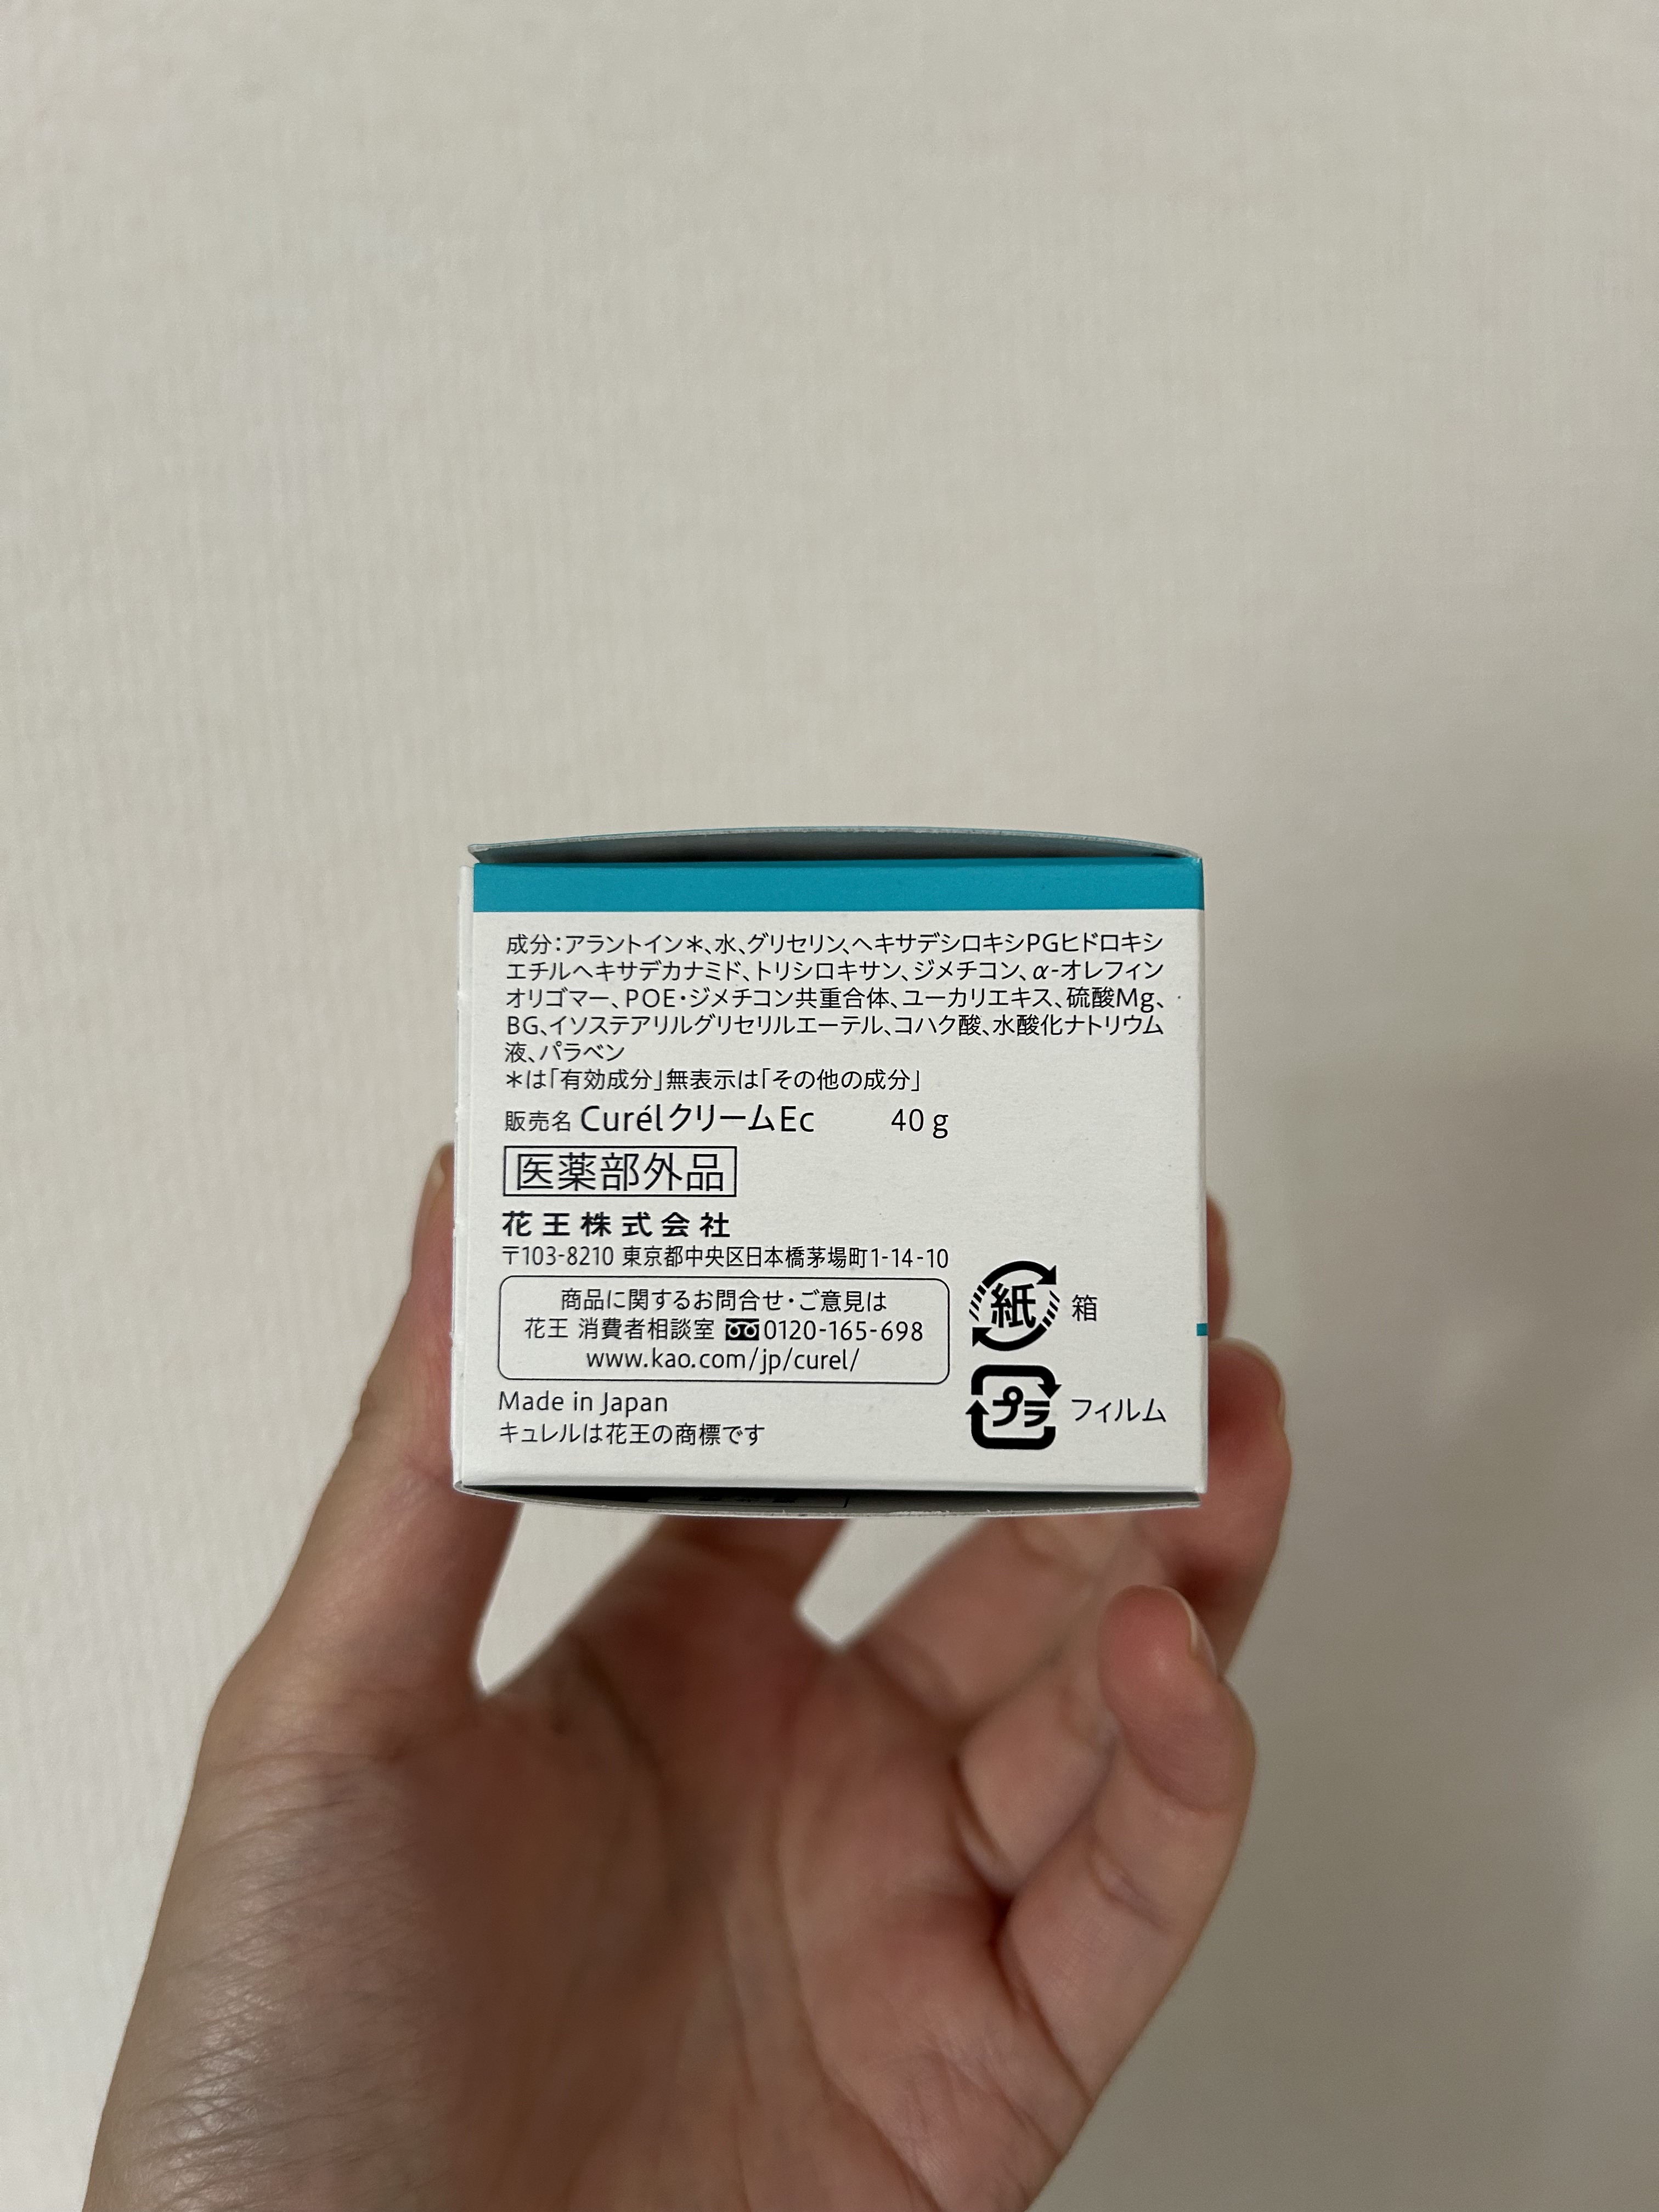 成分：アラントイン＊、水、グリセリン、ヘキサデシロキシPGヒドロキシ
エチルヘキサデカナミド、トリシロキサン、ジメチコン、α-オレフィン
オリゴマー、POE・ジメチコン共重合体、ユーカリエキス、硫酸Mg、
BG、イソステアリルグリセリルエーテル、コハク酸、水酸化ナトリウム
液、パラベン
＊は「有効成分」無表示は「その他の成分」
販売名 CurélクリームEc 40g
医薬部外品
花王株式会社
〒103-8210 東京都中央区日本橋茅場町1-14-10
商品に関するお問合せ・ご意見は
花王 消費者相談室 0120-165-698
www.kao.com/jp/curel/
Made in Japan
キュレルは花王の商標です
紙 箱
プラ フィルム